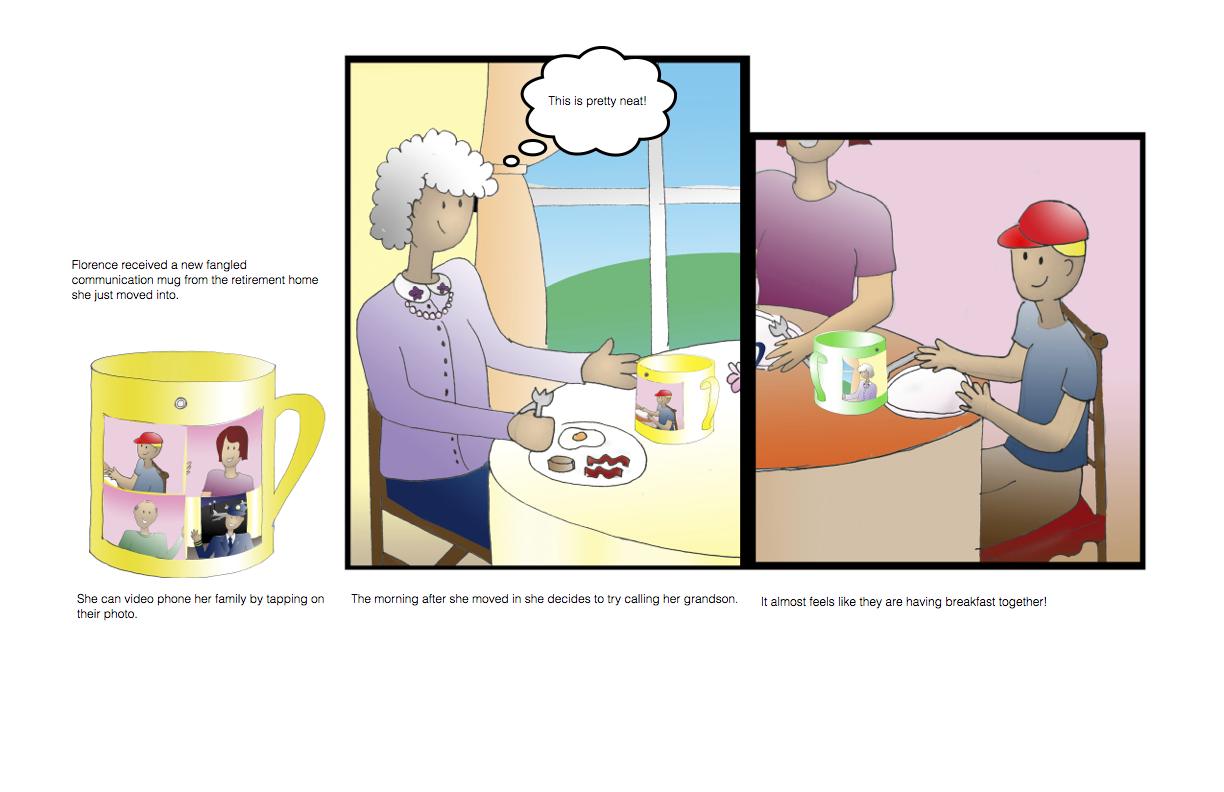 This is pretty neat!
Florence received a new fangled
communication mug from the retirement home
she just moved into.
She can video phone her family by tapping on
their photo.
The morning after she moved in she decides to try calling her grandson.
It almost feels like they are having breakfast together!